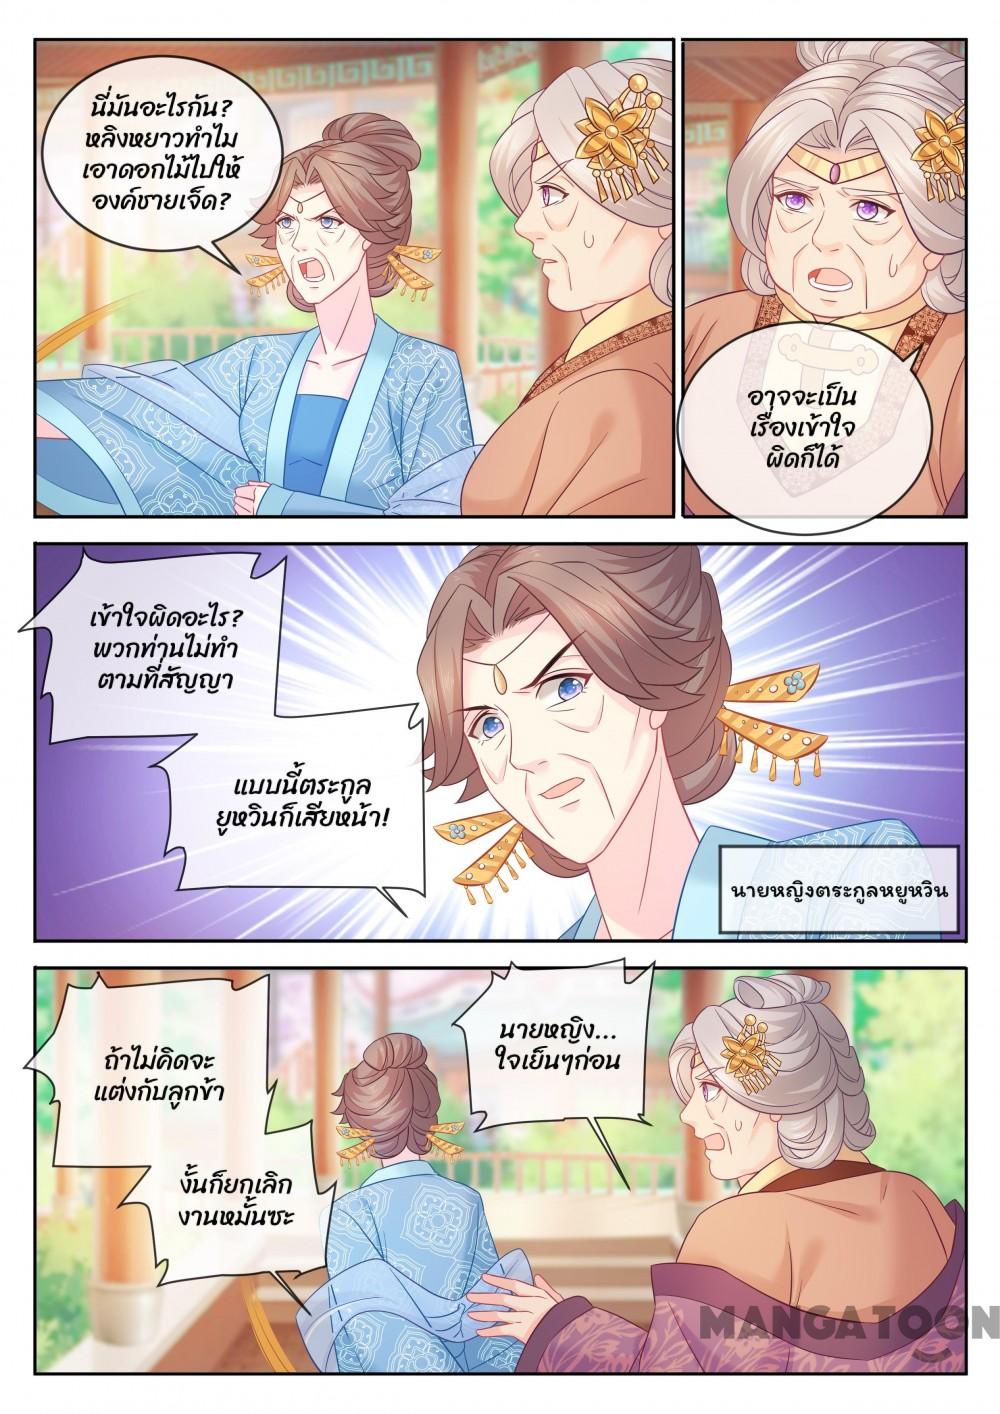 นี่มันอะไรกัน?
หลิงหยาวทำไม
เอาดอกไม้ไปให้
องค์ชายเจ็ด?
อาจจะเป็น
เรื่องเข้าใจ
ผิดก็ได้
เข้าใจผิดอะไร?
พวกท่านไม่ทำ
ตามที่สัญญา
แบบนี้ตระกูล
ยูหวินก็เสียหน้า!
นายหญิงตระกูลหยูหวิน
ถ้าไม่คิดจะ
แต่งกับลูกข้า
งั้นก็ยกเลิก
งานหมั้นซะ
นายหญิง...
ใจเย็นๆก่อน
MANGATOON